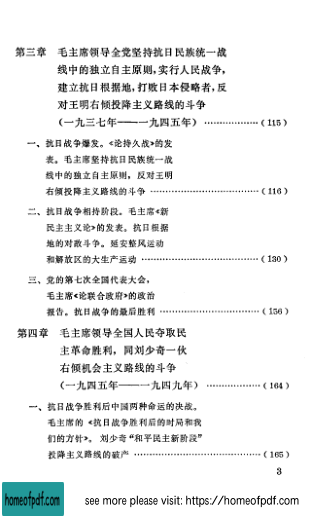 第三章 毛主席领导全党坚持抗日民族统一战
线中的独立自主原则，实行人民战争，
建立抗日根据地，打败日本侵略者，反
对王明右倾投降主义路线的斗争
（一九三七年——一九四五年） ………………（115）
一、抗日战争爆发。《论持久战》的发
表。毛主席坚持抗日民族统一战
线中的独立自主原则，反对王明
右倾投降主义路线的斗争 ………………………………（116）
二、抗日战争相持阶段。毛主席《新
民主主义论》的发表。抗日根据
地的对敌斗争。延安整风运动
和解放区的大生产运动 ………………………………（130）
三、党的第七次全国代表大会，
毛主席《论联合政府》的政治
报告。抗日战争的最后胜利 ………………………………（156）
第四章 毛主席领导全国人民夺取民
主革命胜利，同刘少奇一伙
右倾机会主义路线的斗争
（一九四五年——一九四九年） ………………（164）
一、抗日战争胜利后中国两种命运的决战。
毛主席的《抗日战争胜利后的时局和我
们的方针》。刘少奇“和平民主新阶段”
投降主义路线的破产 ………………………………（165）
3
homeofpdf.com
see more please visit: https://homeofpdf.com